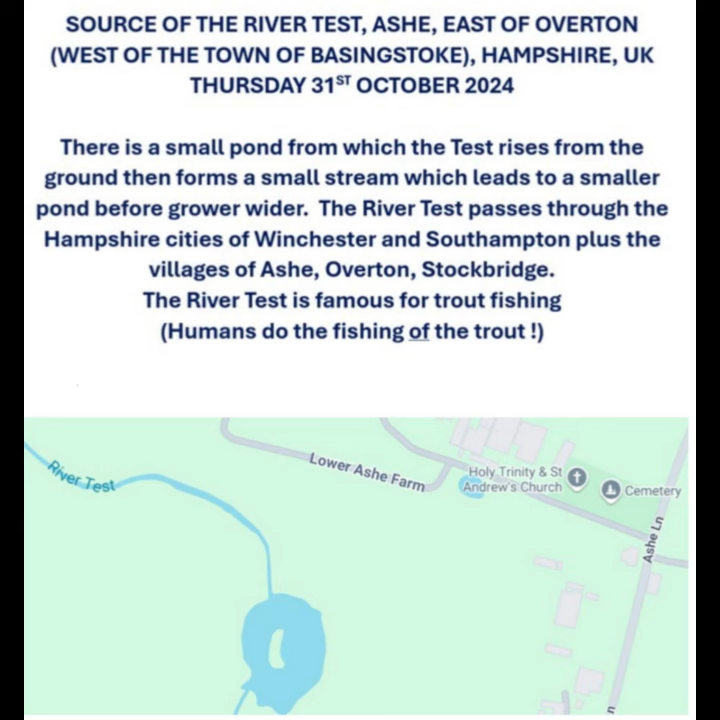 SOURCE OF THE RIVER TEST, ASHE, EAST OF OVERTON
(WEST OF THE TOWN OF BASINGSTOKE), HAMPSHIRE, UK
THURSDAY 31ST OCTOBER 2024
There is a small pond from which the Test rises from the
ground then forms a small stream which leads to a smaller
pond before grower wider. The River Test passes through the
Hampshire cities of Winchester and Southampton plus the
villages of Ashe, Overton, Stockbridge.
The River Test is famous for trout fishing
(Humans do the fishing of the trout !)
River Test
Lower Ashe Farm
Holy Trinity & St
Andrew's Church
Cemetery
Ashe Ln
n